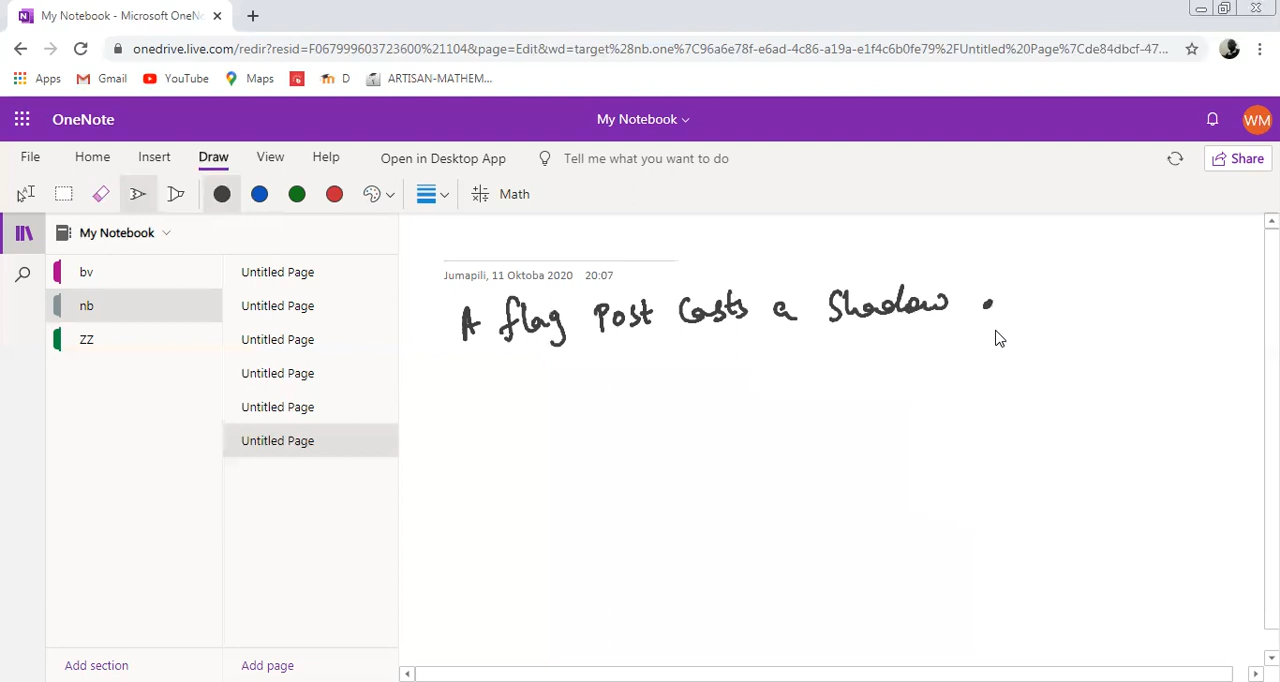 My Notebook - Microsoft OneNo
onedrive.live.com/redir?resid=F067999603723600%21104&page=Edit&wd=target%28nb.one%7C96a6e78f-e6ad-4c86-a19a-e1f4c6b0fe79%2FUntitled%20Page%7Cde84dbcf-47...
Apps Gmail YouTube Maps D ARTISAN-MATHEM...
OneNote My Notebook WM
File Home Insert Draw View Help Open in Desktop App Tell me what you want to do Share
Math
My Notebook
bv
nb
ZZ
Untitled Page
Untitled Page
Untitled Page
Untitled Page
Untitled Page
Untitled Page
Add section
Add page
Jumapili, 11 Oktoba 2020 20:07
A flag Post Casts a Shadow